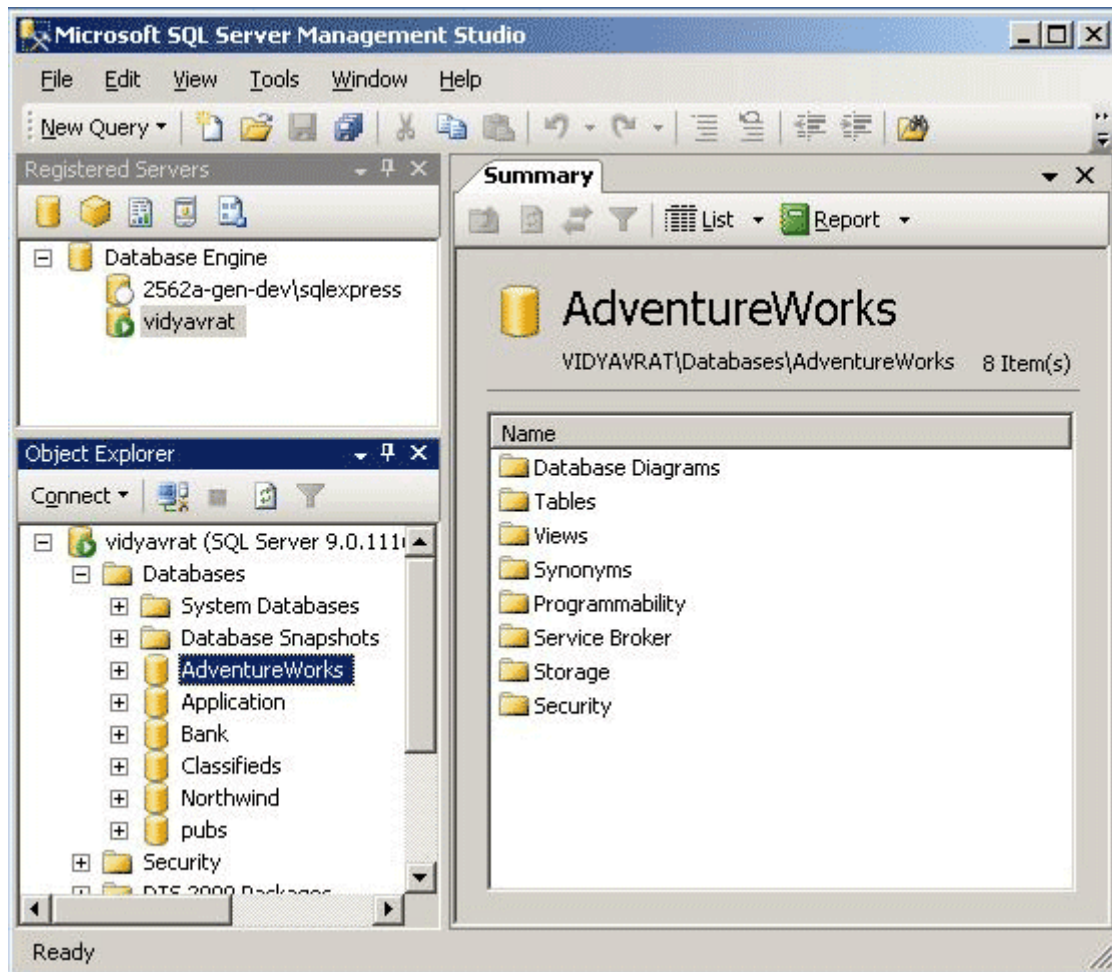 Microsoft SQL Server Management Studio
File Edit View Tools Window Help
New Query
Registered Servers
Database Engine
2562a-gen-dev\sqlexpress
vidyavrat
Object Explorer
Connect
vidyavrat (SQL Server 9.0.111
Databases
System Databases
Database Snapshots
AdventureWorks
Application
Bank
Classifieds
Northwind
pubs
Security
DTS 2000 Packages
Summary
List Report
AdventureWorks
VIDYAVRAT\Databases\AdventureWorks 8 Item(s)
Name
Database Diagrams
Tables
Views
Synonyms
Programmability
Service Broker
Storage
Security
Ready